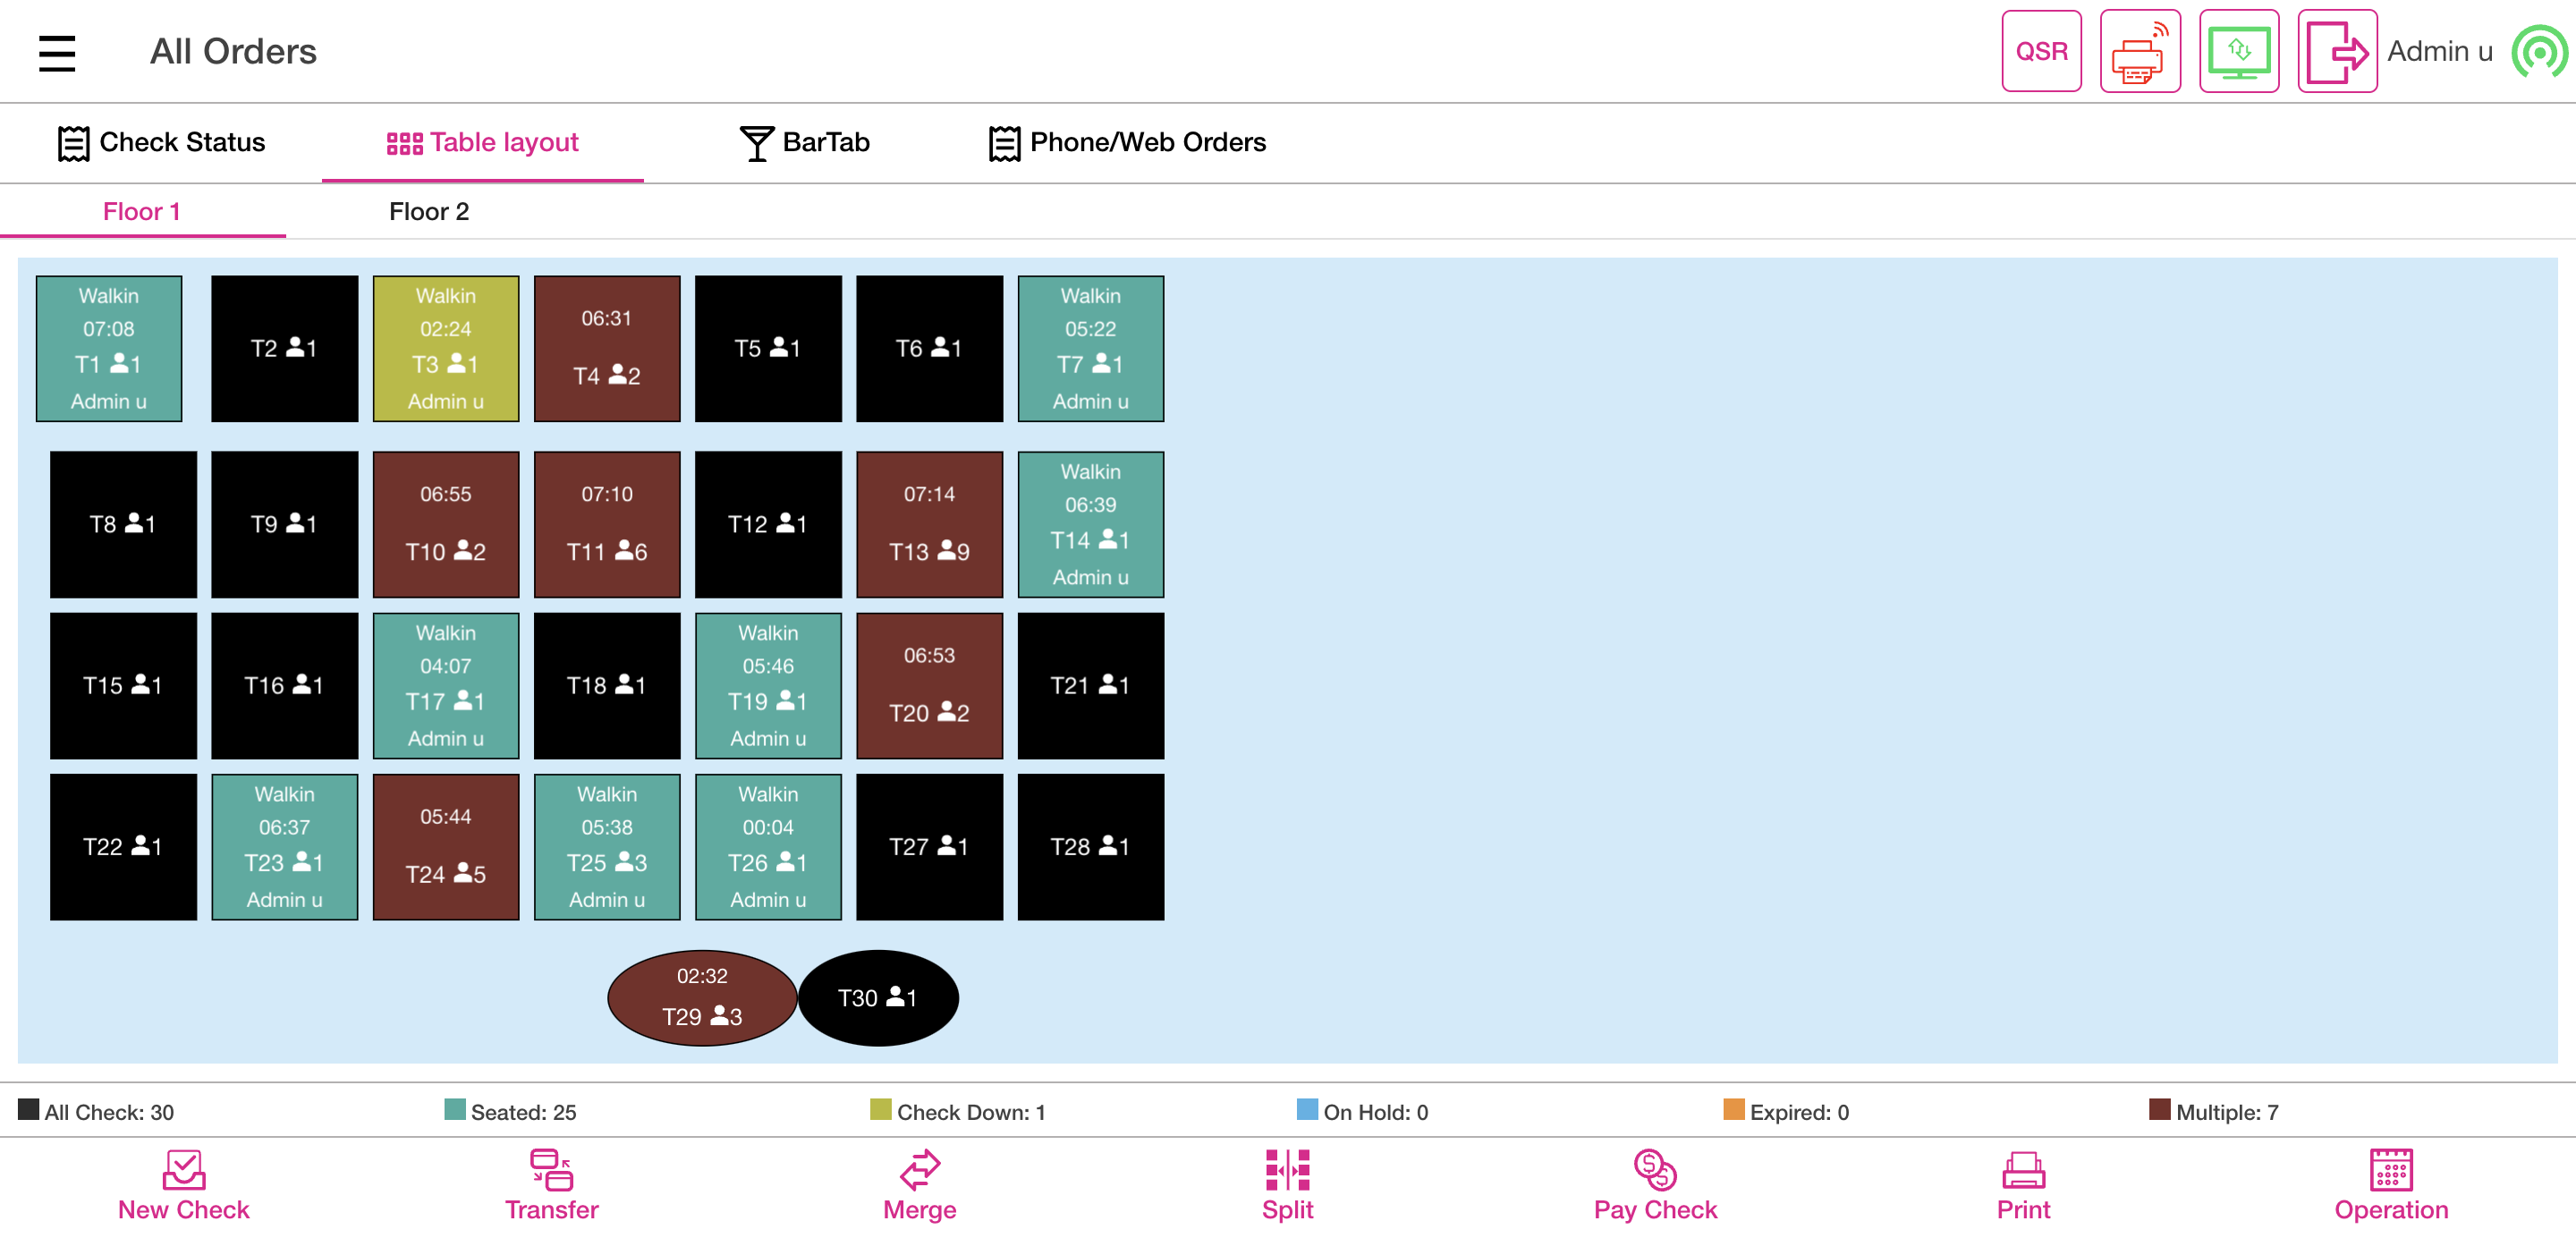 All Orders
QSR
Admin u
Check Status
Table layout
BarTab
Phone/Web Orders
Floor 1
Floor 2
Walkin
07:08
T1 1
Admin u
T2 1
Walkin
02:24
T3 1
Admin u
06:31
T4 2
T5 1
T6 1
Walkin
05:22
T7 1
Admin u
T8 1
T9 1
06:55
T10 2
07:10
T11 6
T12 1
07:14
T13 9
Walkin
06:39
T14 1
Admin u
T15 1
T16 1
Walkin
04:07
T17 1
Admin u
T18 1
Walkin
05:46
T19 1
Admin u
06:53
T20 2
T21 1
T22 1
Walkin
06:37
T23 1
Admin u
05:44
T24 5
Walkin
05:38
T25 3
Admin u
Walkin
00:04
T26 1
Admin u
T27 1
T28 1
02:32
T29 3
T30 1
All Check: 30
Seated: 25
Check Down: 1
On Hold: 0
Expired: 0
Multiple: 7
New Check
Transfer
Merge
Split
Pay Check
Print
Operation